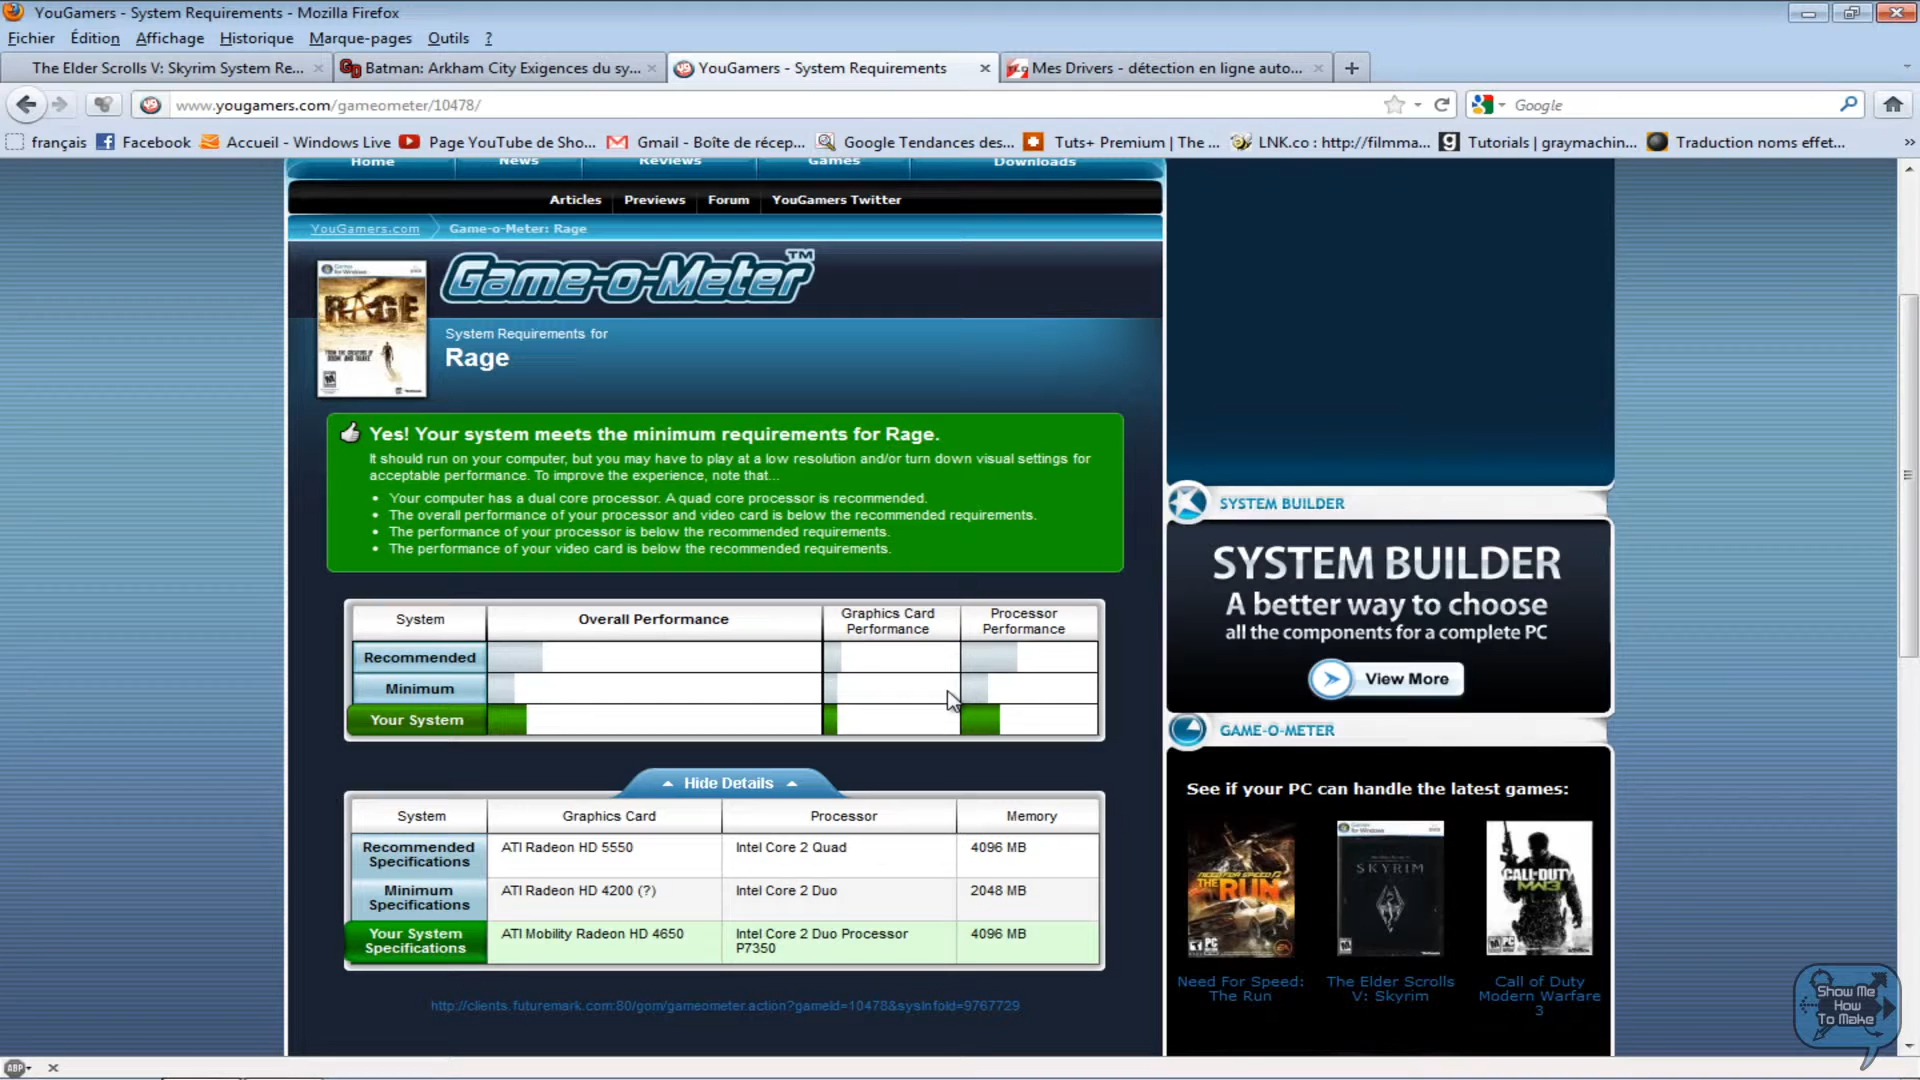 YouGamers - System Requirements - Mozilla Firefox
Fichier Édition Affichage Historique Marque-pages Outils ?
The Elder Scrolls V: Skyrim System Re... Batman: Arkham City Exigences du sy... YouGamers - System Requirements Mes Drivers - détection en ligne auto...
www.yougamers.com/gameometer/10478/ Google
français Facebook Accueil - Windows Live Page YouTube de Sho... Gmail - Boîte de récep... Google Tendances des... Tuts+ Premium | The ... LNK.co : http://filmma... Tutorials | graymachin... Traduction noms effet...
Home News Reviews Games Downloads
Articles Previews Forum YouGamers Twitter
YouGamers.com Game-o-Meter: Rage
Game-o-Meter™
RAGE
System Requirements for
Rage
Yes! Your system meets the minimum requirements for Rage.
It should run on your computer, but you may have to play at a low resolution and/or turn down visual settings for
acceptable performance. To improve the experience, note that...
• Your computer has a dual core processor. A quad core processor is recommended.
• The overall performance of your processor and video card is below the recommended requirements.
• The performance of your processor is below the recommended requirements.
• The performance of your video card is below the recommended requirements.
System Overall Performance Graphics Card Performance Processor Performance
Recommended
Minimum
Your System
Hide Details
System Graphics Card Processor Memory
Recommended Specifications ATI Radeon HD 5550 Intel Core 2 Quad 4096 MB
Minimum Specifications ATI Radeon HD 4200 (?) Intel Core 2 Duo 2048 MB
Your System Specifications ATI Mobility Radeon HD 4650 Intel Core 2 Duo Processor P7350 4096 MB
http://clients.futuremark.com:80/gom/gameometer.action?gameId=10478&sysInfoId=9767729
SYSTEM BUILDER
SYSTEM BUILDER
A better way to choose
all the components for a complete PC
View More
GAME-O-METER
See if your PC can handle the latest games:
THE RUN
SKYRIM
CALL·DUTY
MW3
Need For Speed: The Run
The Elder Scrolls V: Skyrim
Call of Duty Modern Warfare 3
Show Me
How
To Make
ABP